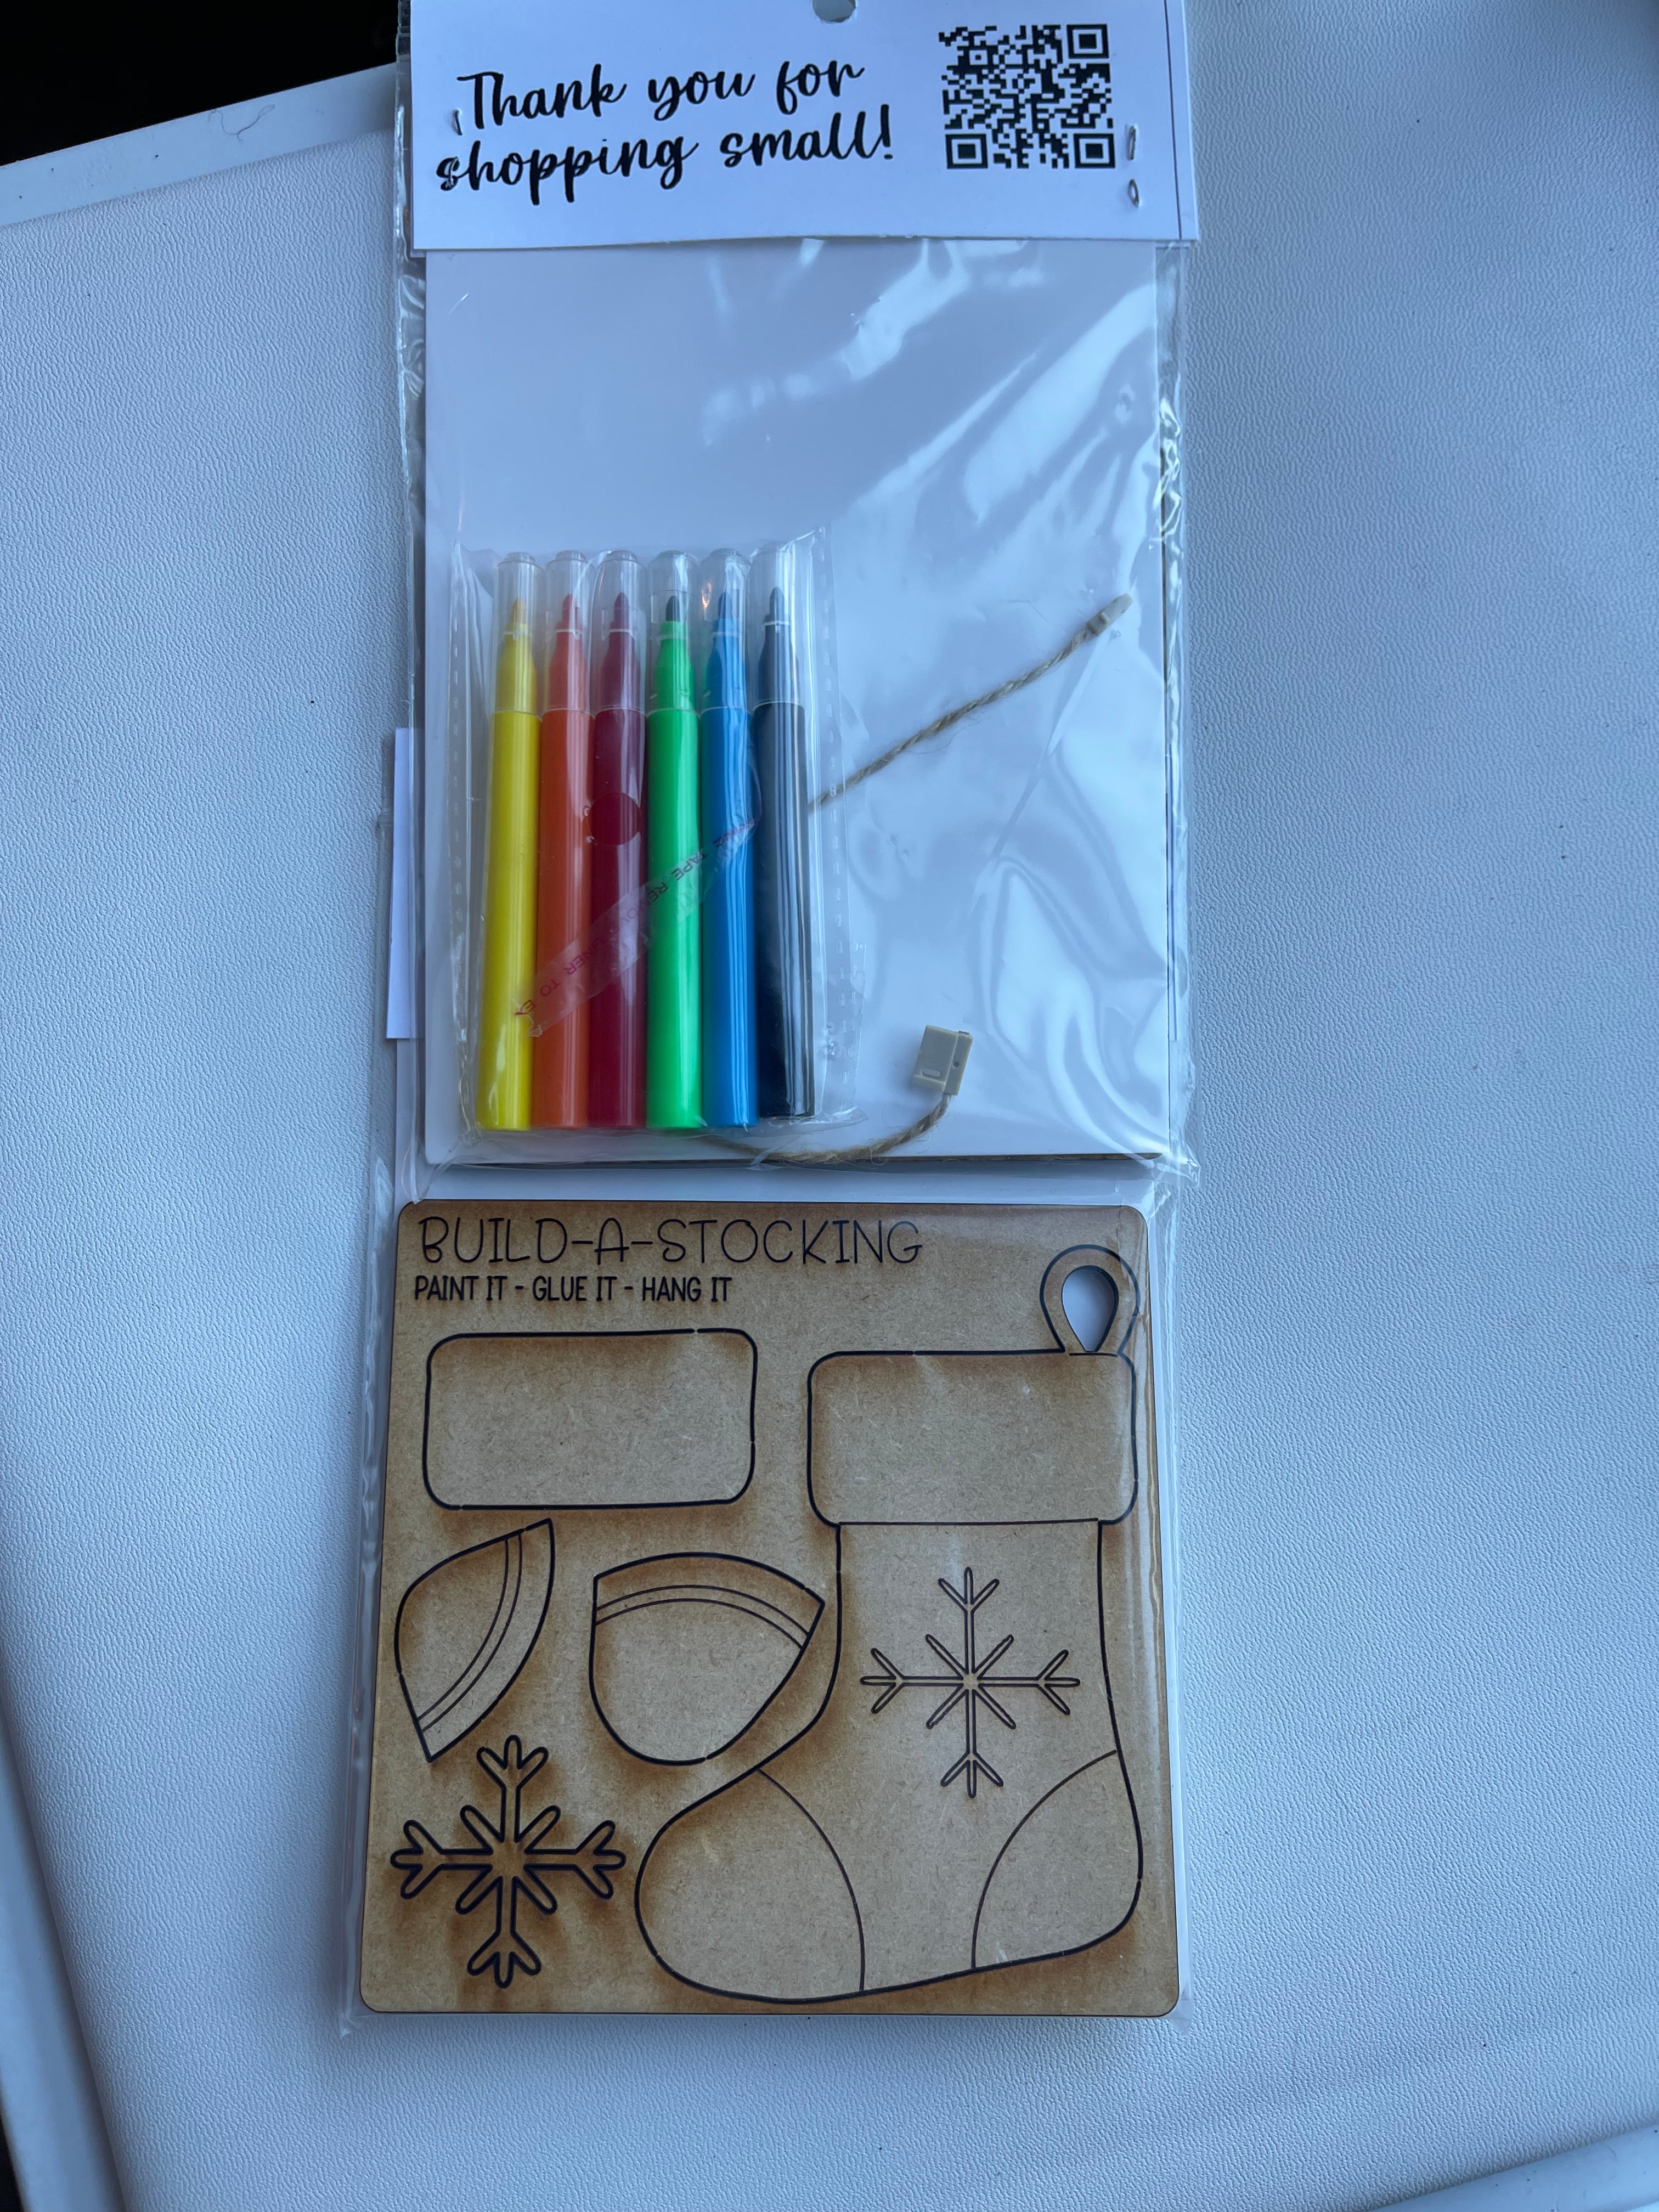 Thank you for
shopping small!
BUILD-A-STOCKING
PAINT IT - GLUE IT - HANG IT